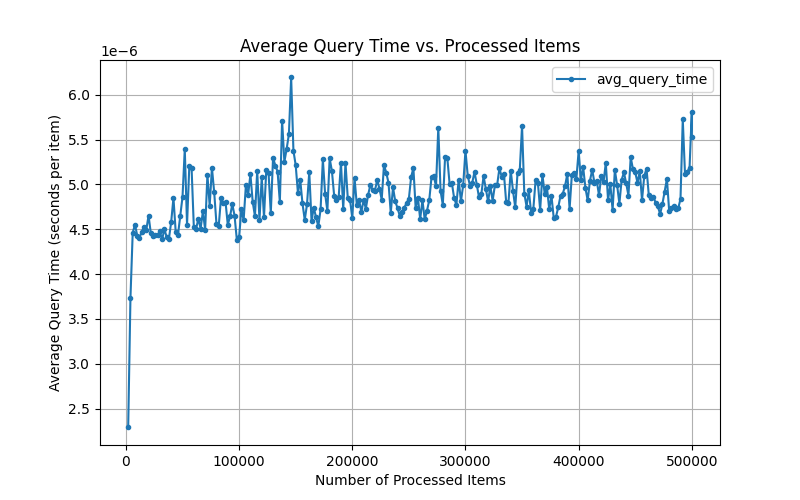 Average Query Time vs. Processed Items
1e−6
avg_query_time
6.0
5.5
5.0
4.5
4.0
3.5
3.0
2.5
Average Query Time (seconds per item)
0 100000 200000 300000 400000 500000
Number of Processed Items